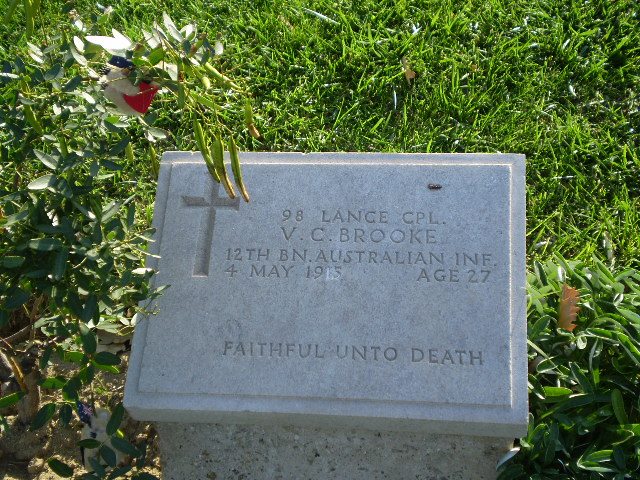 98 LANCE CPL.
V. C. BROOKE
12TH BN. AUSTRALIAN INF.
4 MAY 1915 AGE 27
FAITHFUL UNTO DEATH